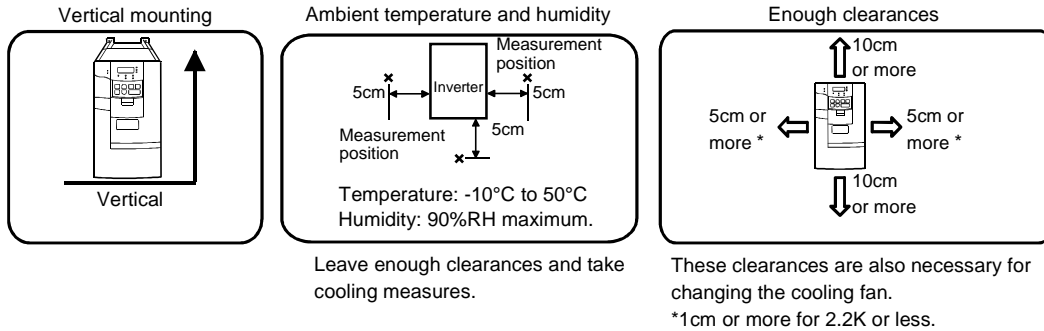 Vertical mounting
Vertical
Ambient temperature and humidity
Measurement
position
Inverter
5cm
5cm
5cm
Measurement
position
Temperature: -10°C to 50°C
Humidity: 90%RH maximum.
Leave enough clearances and take
cooling measures.
Enough clearances
10cm
or more
5cm or
more *
5cm or
more *
10cm
or more
These clearances are also necessary for
changing the cooling fan.
*1cm or more for 2.2K or less.